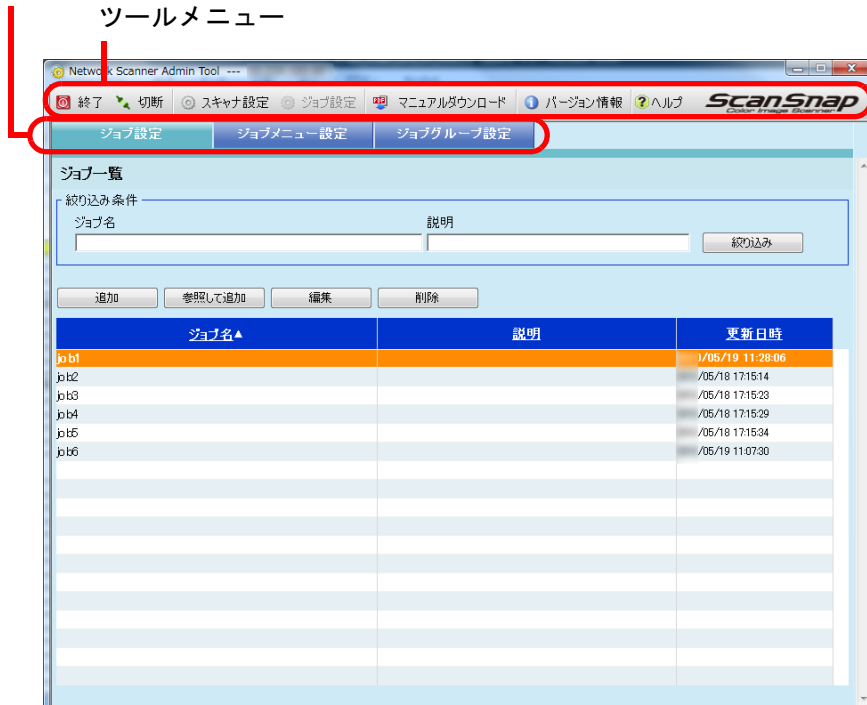 ツールメニュー
Network Scanner Admin Tool ---
終了 切断 スキャナ設定 ジョブ設定 マニュアルダウンロード バージョン情報 ヘルプ ScanSnap
Color Image Scanner
ジョブ設定 ジョブメニュー設定 ジョブグループ設定
ジョブ一覧
絞り込み条件
ジョブ名 説明
絞り込み
追加 参照して追加 編集 削除
ジョブ名▲ 説明 更新日時
job1 /05/19 11:28:06
job2 /05/18 17:15:14
job3 /05/18 17:15:23
job4 /05/18 17:15:29
job5 /05/18 17:15:34
job6 /05/19 11:07:30